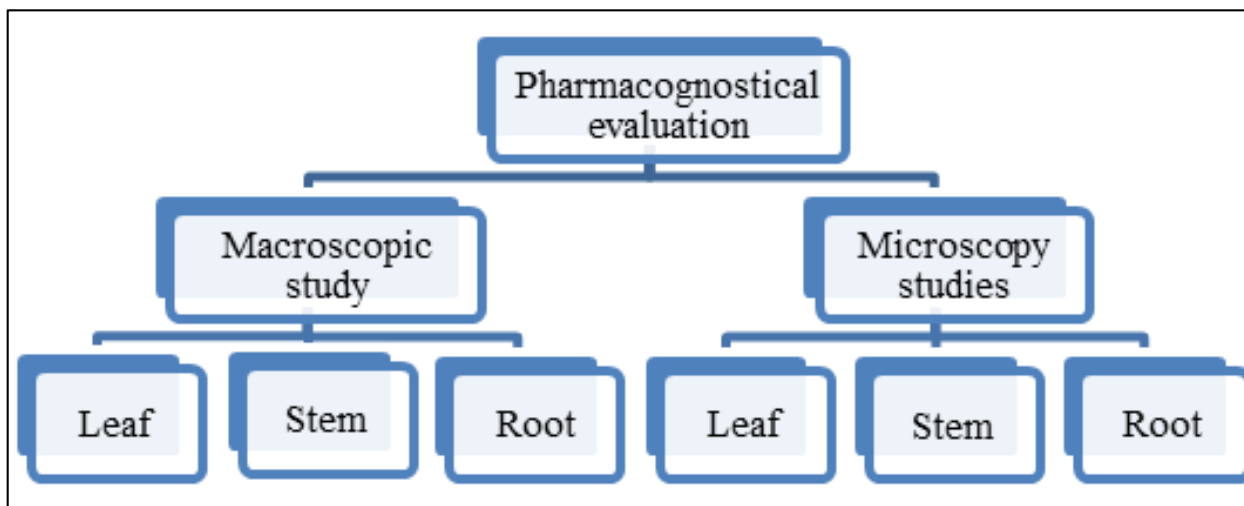 Pharmacognostical
evaluation
Macroscopic
study
Microscopy
studies
Leaf
Stem
Root
Leaf
Stem
Root